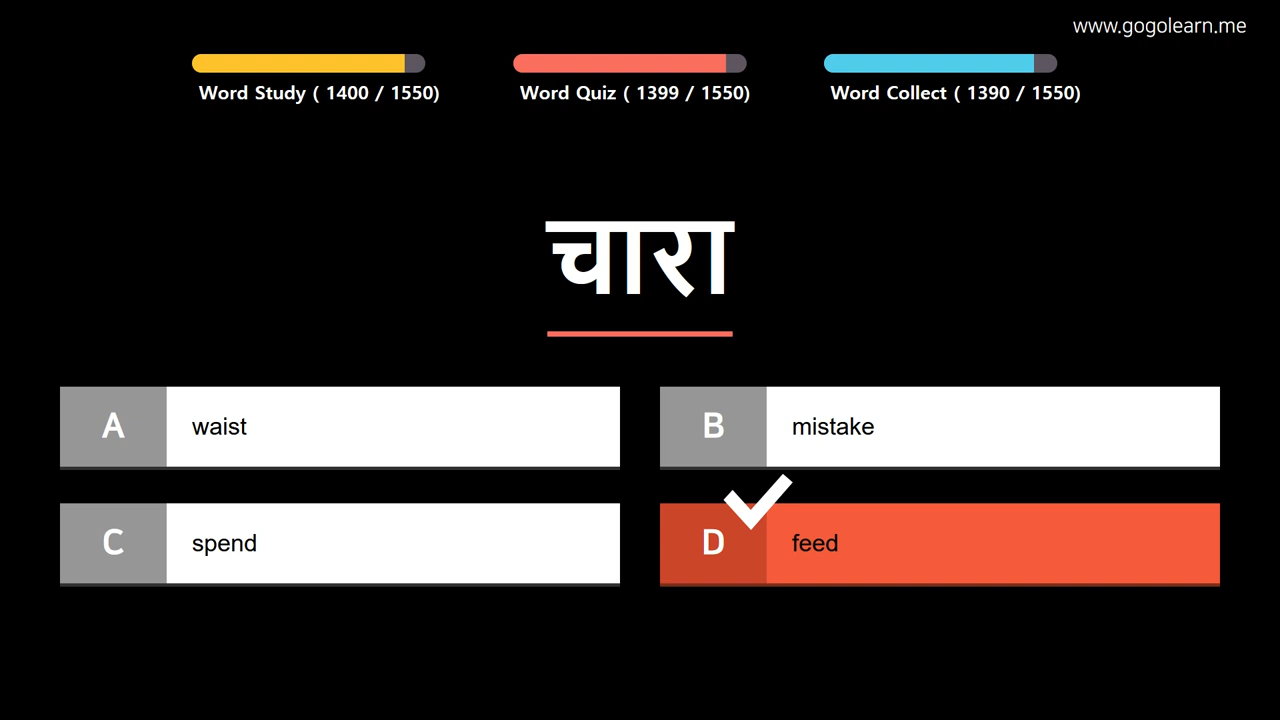 www.gogolearn.me
Word Study ( 1400 / 1550)
Word Quiz ( 1399 / 1550)
Word Collect ( 1390 / 1550)
चारा
A waist
B mistake
C spend
D feed